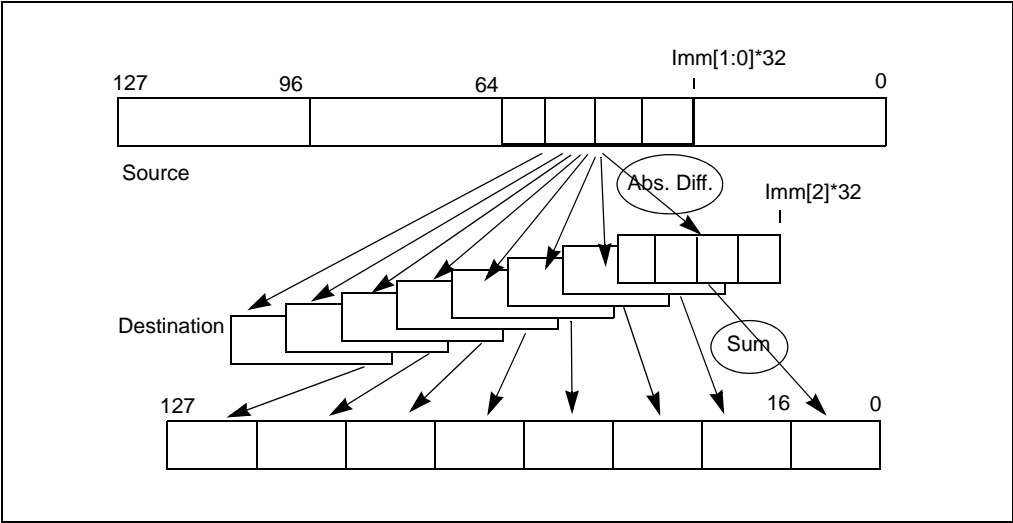 Imm[1:0]*32
127
96
64
0
Source
Abs. Diff.
Imm[2]*32
Destination
Sum
127
16
0